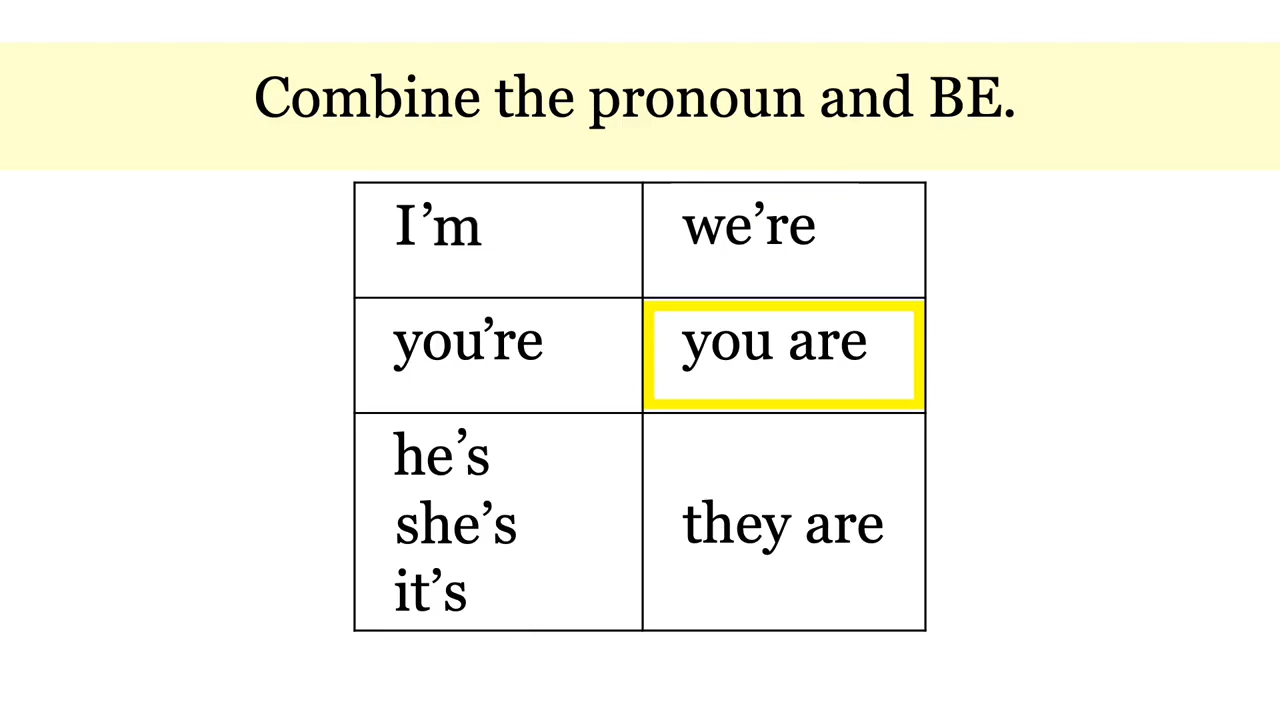 Combine the pronoun and BE.
I’m
we’re
you’re
you are
he’s
she’s
it’s
they are